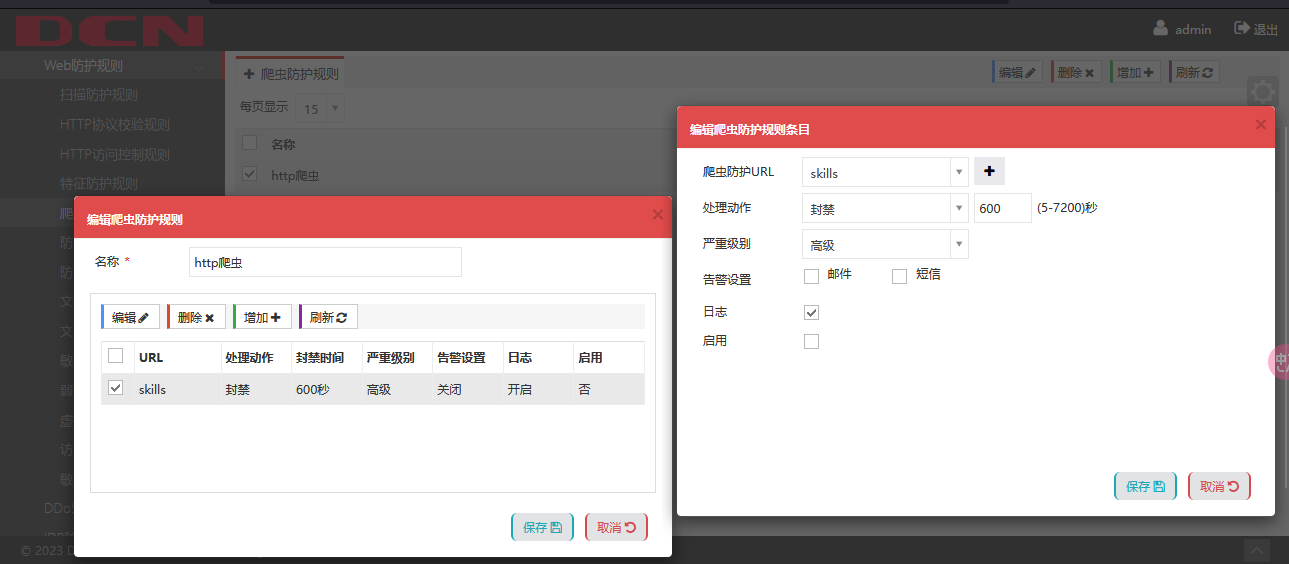 DCN
admin
退出
Web防护规则
扫描防护规则
HTTP协议校验规则
HTTP访问控制规则
特征防护规则
爬
防
防
文
文
敏
弱
虚
访
敏
DDo
© 2023 D
爬虫防护规则
编辑 删除 增加 刷新
每页显示 15
名称
http爬虫
编辑爬虫防护规则
名称 * http爬虫
编辑 删除 增加 刷新
URL 处理动作 封禁时间 严重级别 告警设置 日志 启用
skills 封禁 600秒 高级 关闭 开启 否
保存 取消
编辑爬虫防护规则条目
爬虫防护URL skills
处理动作 封禁 600 (5-7200)秒
严重级别 高级
告警设置 邮件 短信
日志
启用
保存 取消
中